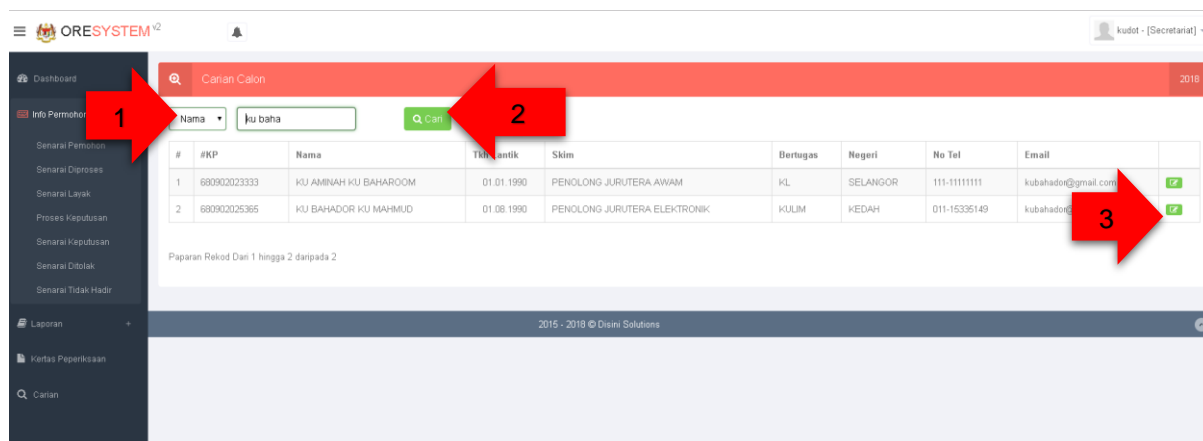 ORESYSTEM v2
kudot - [Secretariat]
Dashboard
Carian Calon
2018
Info Permoho
1
Nama
ku baha
Cari
2
Senarai Pemohon
Senarai Diproses
Senarai Layak
Proses Keputusan
Senarai Keputusan
Senarai Ditolak
Senarai Tidak Hadir
Laporan +
Kertas Peperiksaan
Carian
# #KP Nama Tkh Lantik Skim Bertugas Negeri No Tel Email
1 680902023333 KU AMINAH KU BAHAROOM 01.01.1990 PENOLONG JURUTERA AWAM KL SELANGOR 111-11111111 kubahador@gmail.com
2 680902025365 KU BAHADOR KU MAHMUD 01.08.1990 PENOLONG JURUTERA ELEKTRONIK KULIM KEDAH 011-15335149 kubahador@
3
Paparan Rekod Dari 1 hingga 2 daripada 2
2015 - 2018 © Disini Solutions